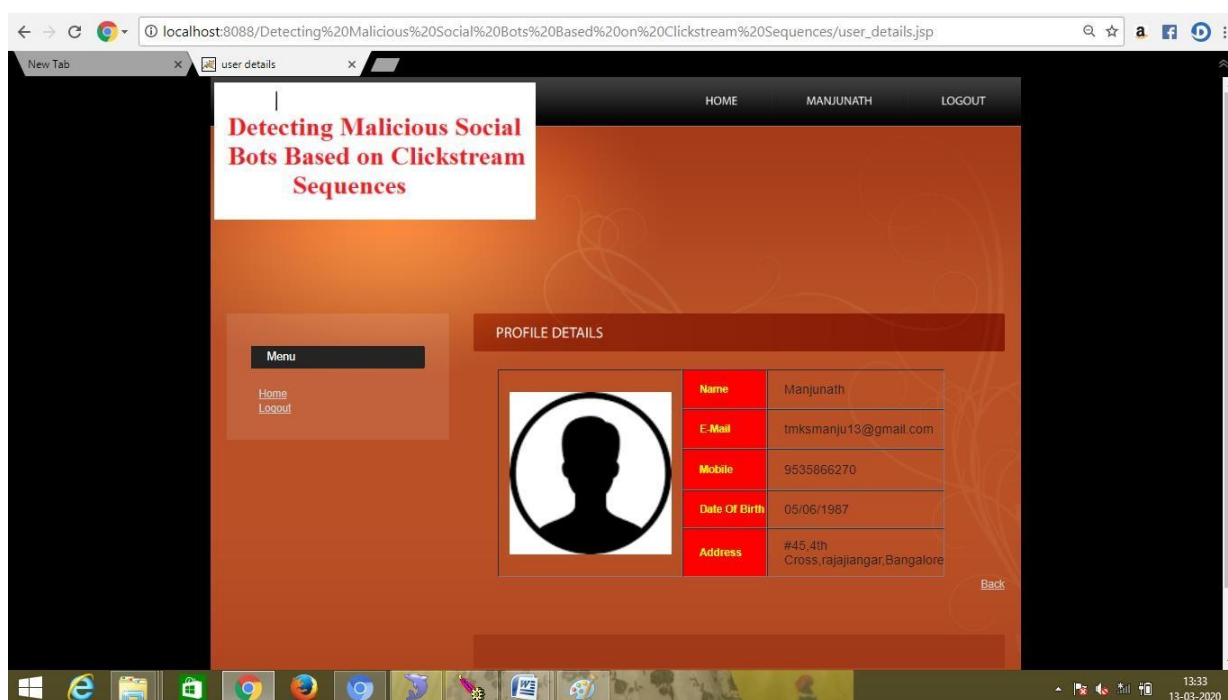 localhost:8088/Detecting%20Malicious%20Social%20Bots%20Based%20on%20Clickstream%20Sequences/user_details.jsp
New Tab
user details
Detecting Malicious Social
Bots Based on Clickstream
Sequences
HOME
MANJUNATH
LOGOUT
Menu
Home
Logout
PROFILE DETAILS
Name
Manjunath
E-Mail
tmksmanju13@gmail.com
Mobile
9535866270
Date Of Birth
05/06/1987
Address
#45,4th
Cross,rajajiangar,Bangalore
Back
13:33
13-03-2020